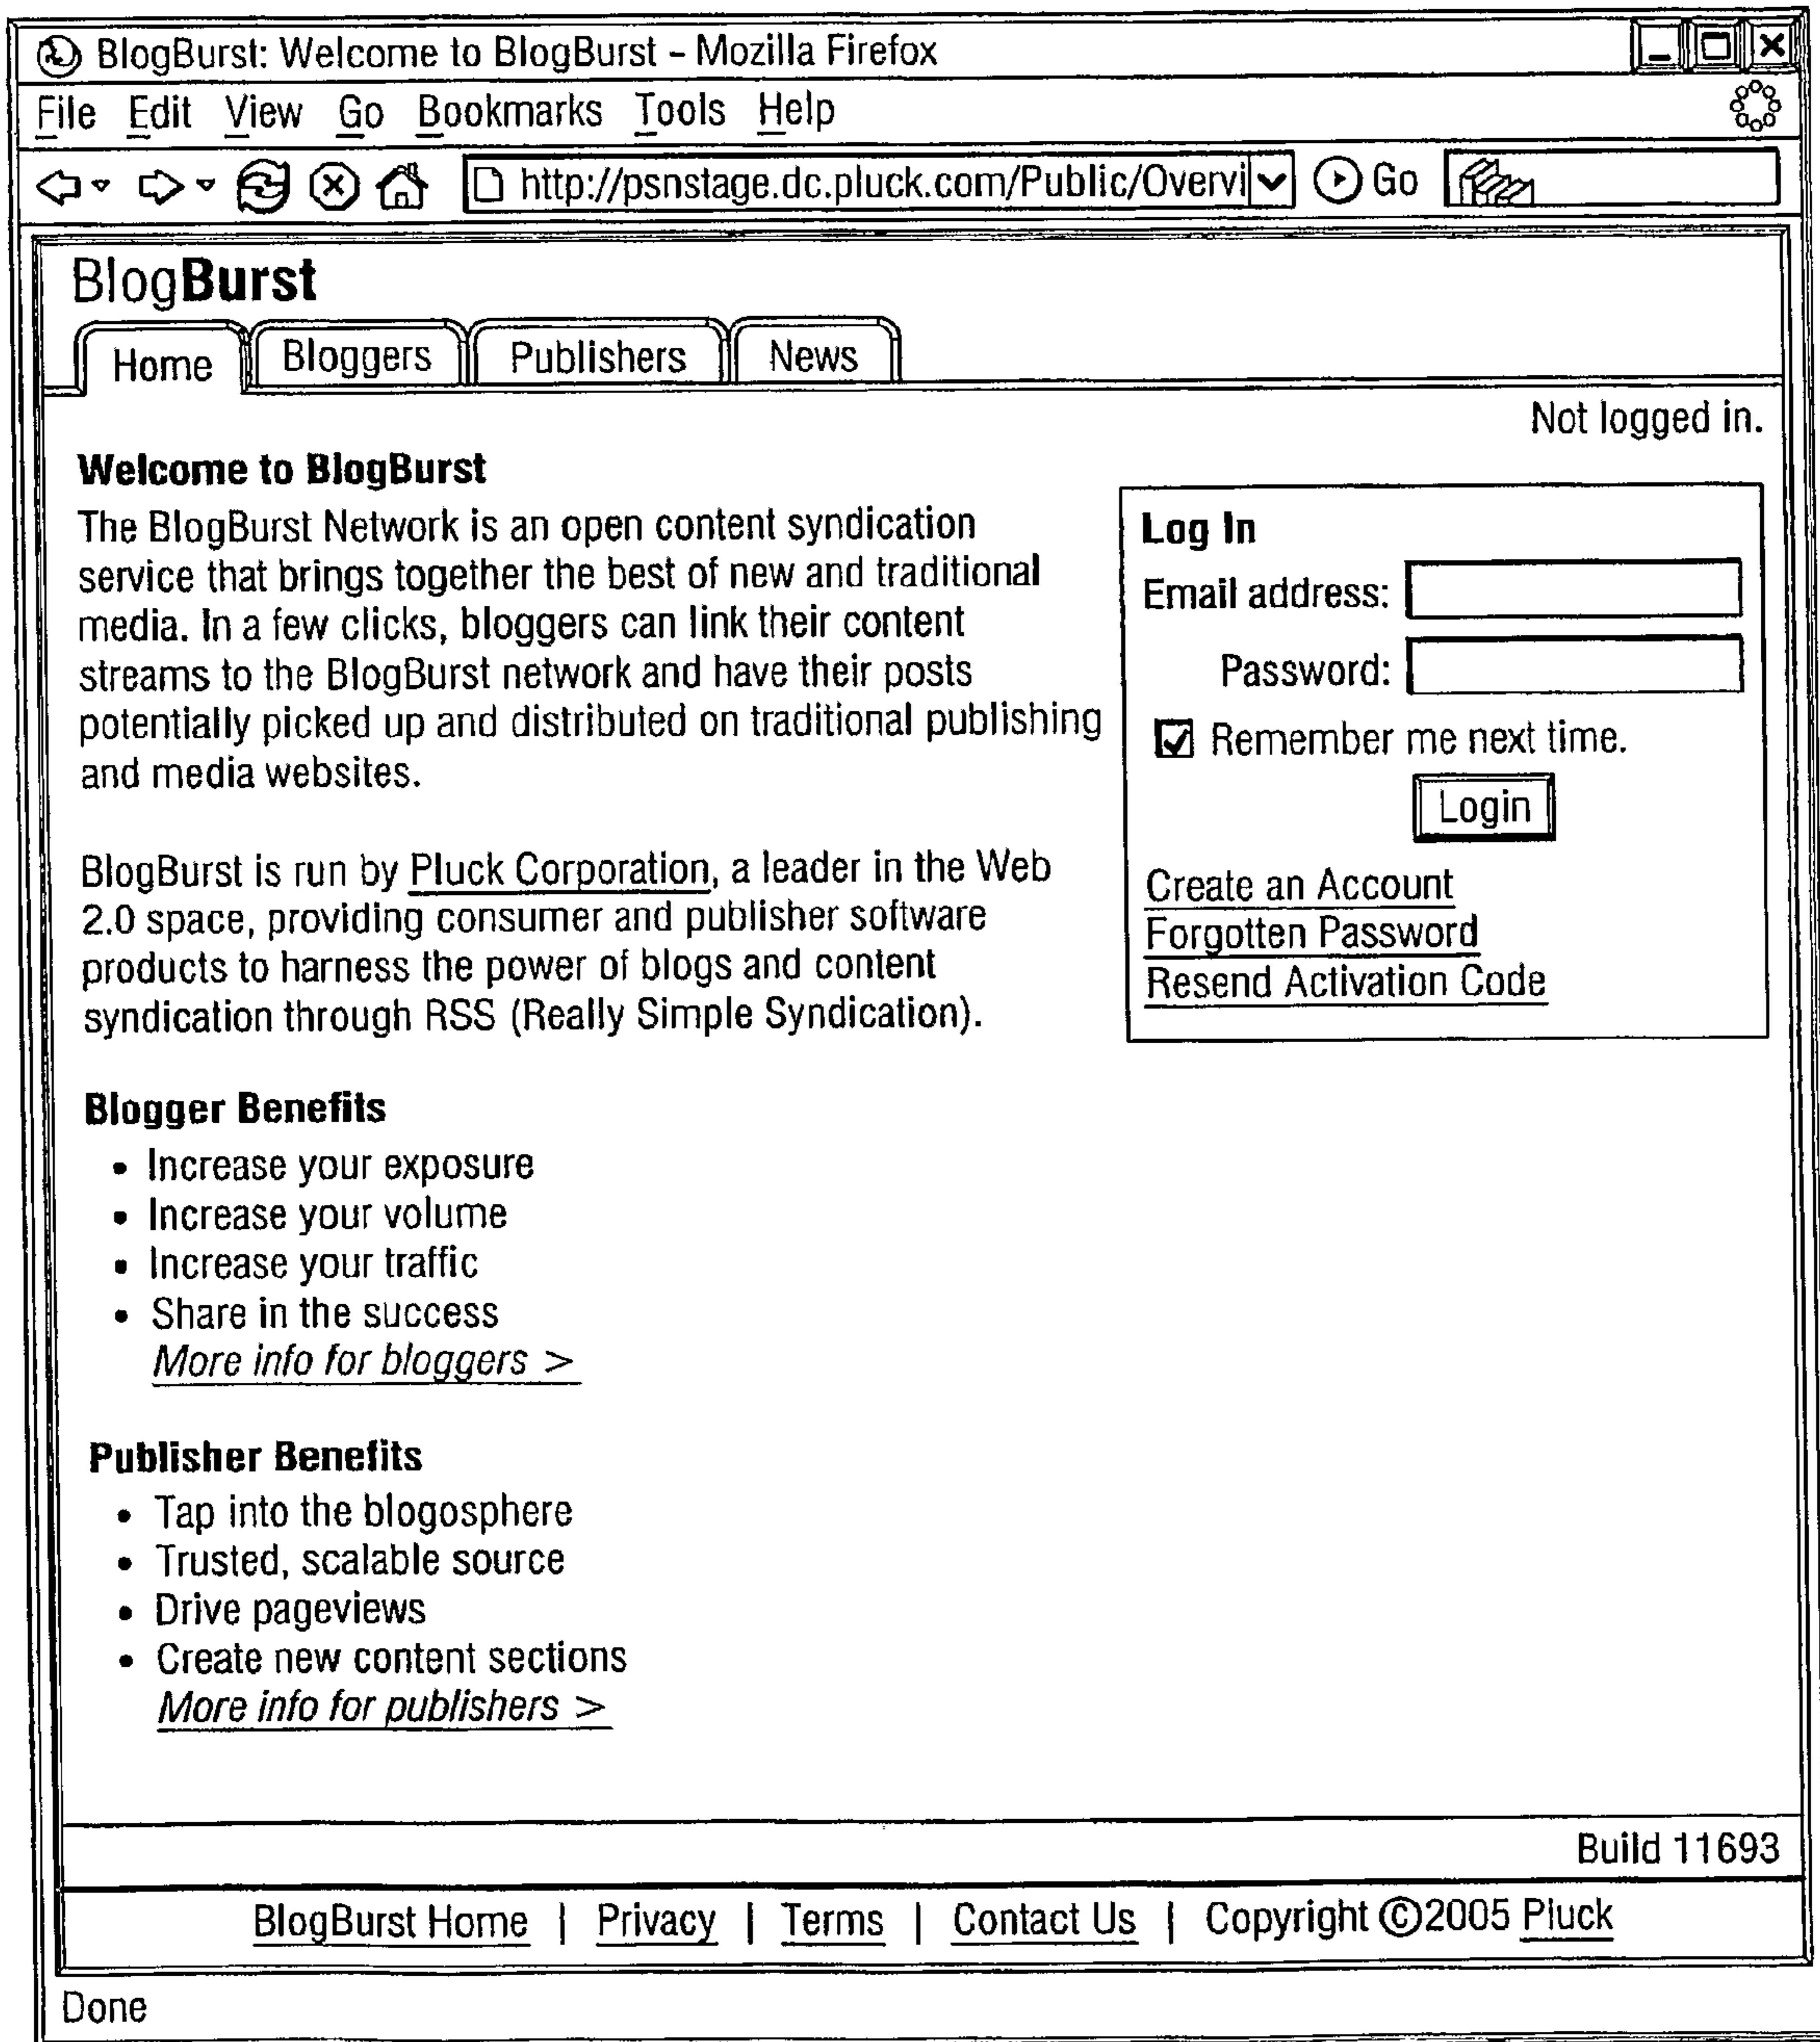 BlogBurst: Welcome to BlogBurst - Mozilla Firefox
File Edit View Go Bookmarks Tools Help
http://psnstage.dc.pluck.com/Public/Overvi Go
BlogBurst
Home Bloggers Publishers News
Not logged in.
Welcome to BlogBurst
The BlogBurst Network is an open content syndication
service that brings together the best of new and traditional
media. In a few clicks, bloggers can link their content
streams to the BlogBurst network and have their posts
potentially picked up and distributed on traditional publishing
and media websites.
BlogBurst is run by Pluck Corporation, a leader in the Web
2.0 space, providing consumer and publisher software
products to harness the power of blogs and content
syndication through RSS (Really Simple Syndication).
Log In
Email address:
Password:
Remember me next time.
Login
Create an Account
Forgotten Password
Resend Activation Code
Blogger Benefits
• Increase your exposure
• Increase your volume
• Increase your traffic
• Share in the success
More info for bloggers >
Publisher Benefits
• Tap into the blogosphere
• Trusted, scalable source
• Drive pageviews
• Create new content sections
More info for publishers >
Build 11693
BlogBurst Home | Privacy | Terms | Contact Us | Copyright ©2005 Pluck
Done